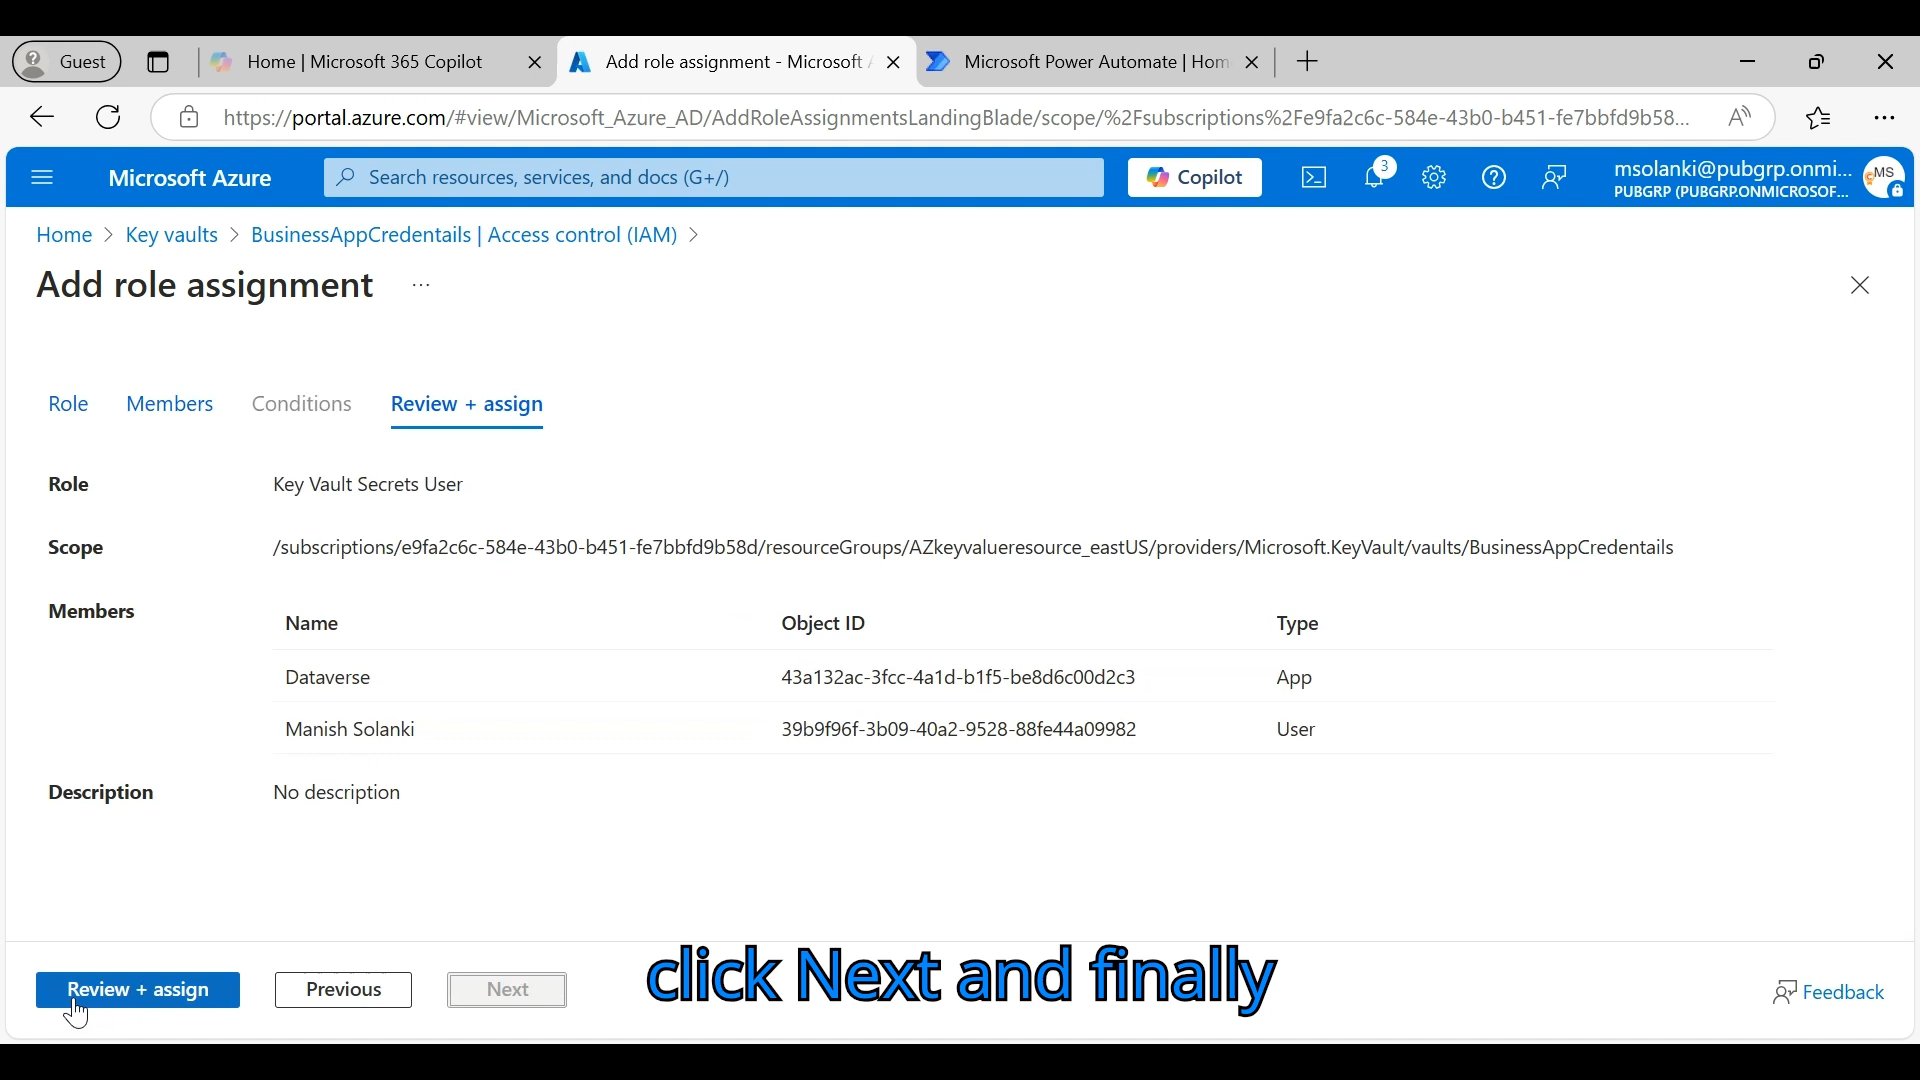 Guest
Home | Microsoft 365 Copilot
Add role assignment - Microsoft
Microsoft Power Automate | Hom
https://portal.azure.com/#view/Microsoft_Azure_AD/AddRoleAssignmentsLandingBlade/scope/%2Fsubscriptions%2Fe9fa2c6c-584e-43b0-b451-fe7bbfd9b58...
Microsoft Azure
Search resources, services, and docs (G+/)
Copilot
3
msolanki@pubgrp.onmi...
PUBGRP (PUBGRP.ONMICROSOF...
MS
Home > Key vaults > BusinessAppCredentails | Access control (IAM) >
Add role assignment ...
Role Members Conditions Review + assign
Role Key Vault Secrets User
Scope /subscriptions/e9fa2c6c-584e-43b0-b451-fe7bbfd9b58d/resourceGroups/AZkeyvalueresource_eastUS/providers/Microsoft.KeyVault/vaults/BusinessAppCredentails
Members
Name Object ID Type
Dataverse 43a132ac-3fcc-4a1d-b1f5-be8d6c00d2c3 App
Manish Solanki 39b9f96f-3b09-40a2-9528-88fe44a09982 User
Description No description
Review + assign Previous Next
click Next and finally
Feedback